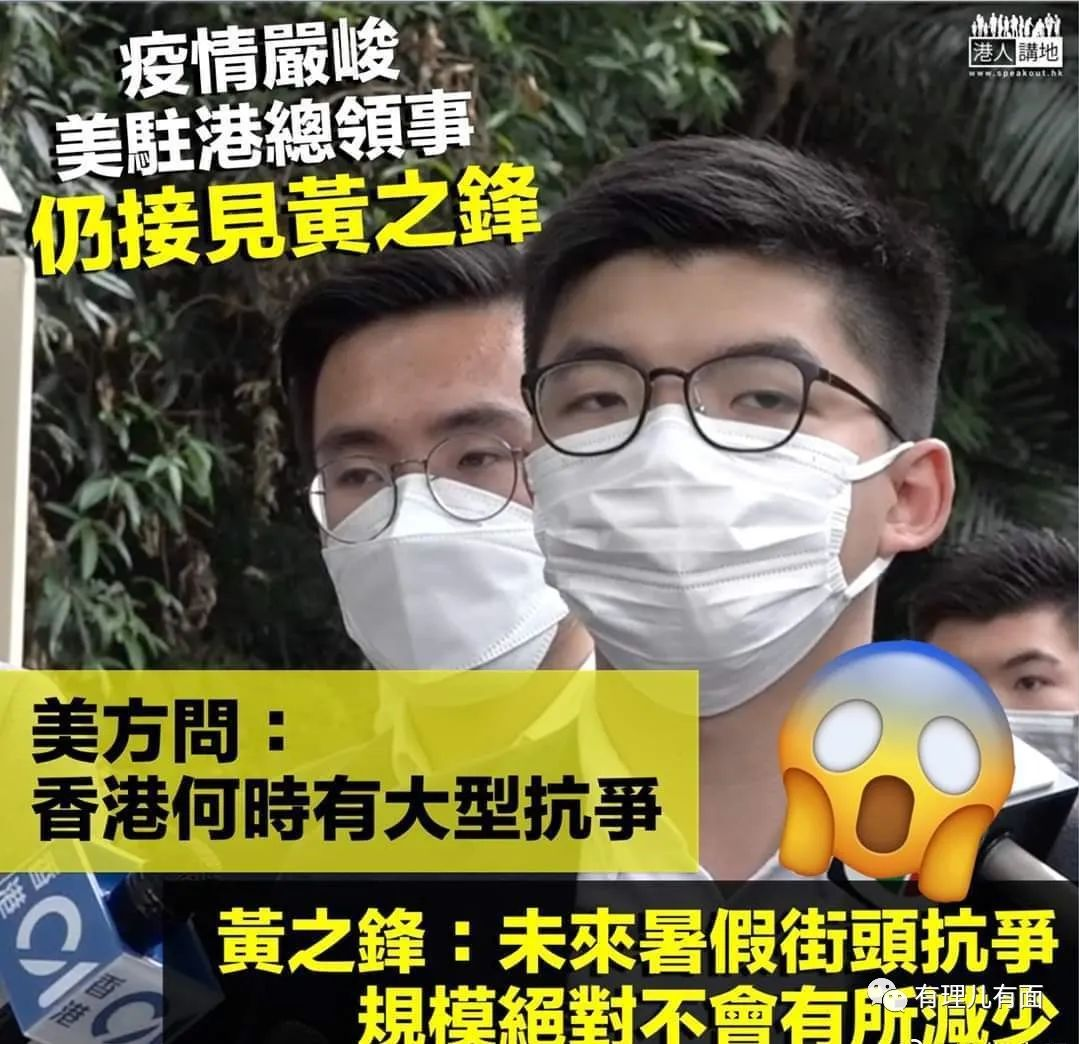 疫情嚴峻
美駐港總領事
仍接見黃之鋒
港人講地
www.speakout.hk
美方問：
香港何時有大型抗爭
黃之鋒：未來暑假街頭抗爭
規模絕對不會有所減少
有理儿有面